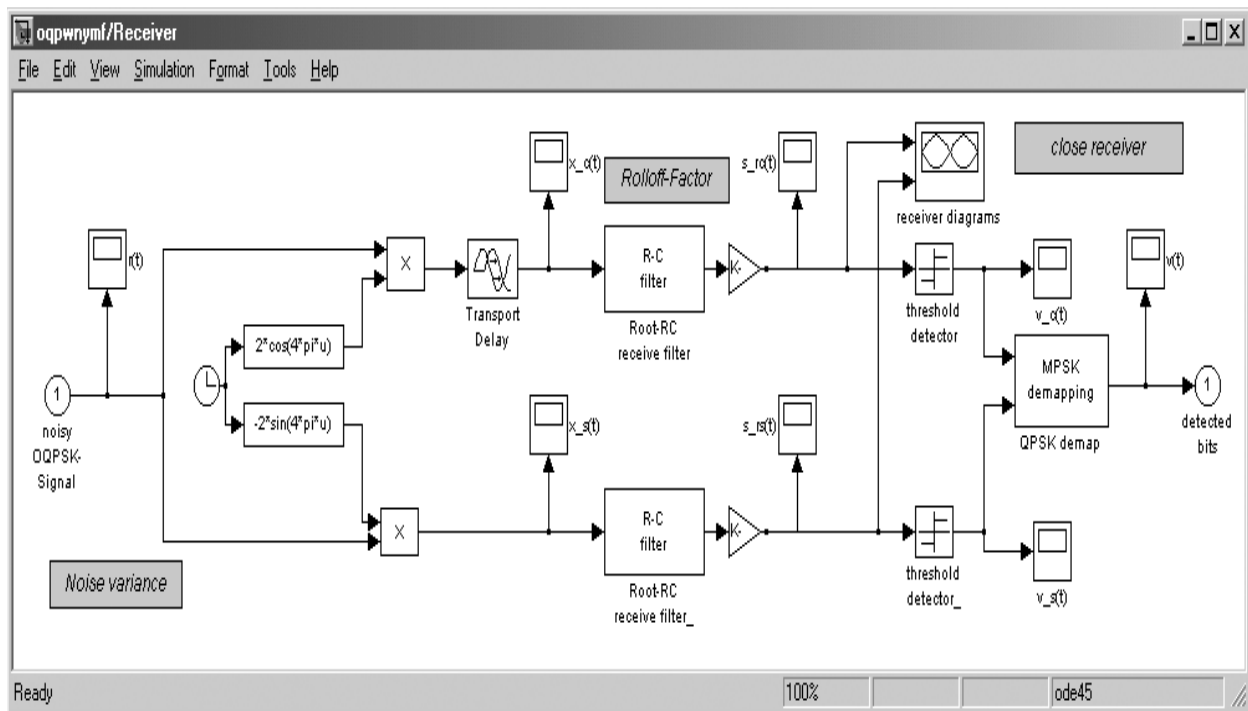 oqpwnymf/Receiver
File Edit View Simulation Format Tools Help
x_c(t)
Rolloff-Factor
s_rc(t)
receiver diagrams
close receiver
r(t)
X
Transport
Delay
R-C
filter
Root-RC
receive filter
K-
threshold
detector
v_c(t)
v(t)
2*cos(4*pi*u)
-2*sin(4*pi*u)
1
noisy
OQPSK-
Signal
MPSK
demapping
QPSK demap
1
detected
bits
x_s(t)
s_rs(t)
X
R-C
filter
Root-RC
receive filter_
K-
threshold
detector_
v_s(t)
Noise variance
Ready
100%
ode45